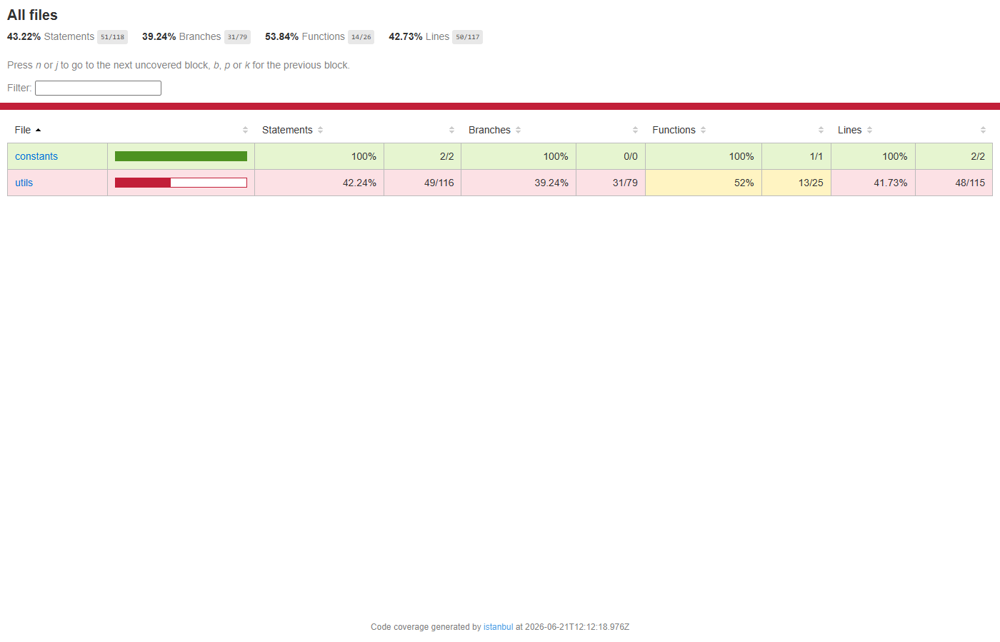 All files
43.22% Statements 51/118 39.24% Branches 31/79 53.84% Functions 14/26 42.73% Lines 50/117
Press n or j to go to the next uncovered block, b, p or k for the previous block.
Filter:
File Statements Branches Functions Lines
constants 100% 2/2 100% 0/0 100% 1/1 100% 2/2
utils 42.24% 49/116 39.24% 31/79 52% 13/25 41.73% 48/115
Code coverage generated by istanbul at 2026-06-21T12:12:18.976Z